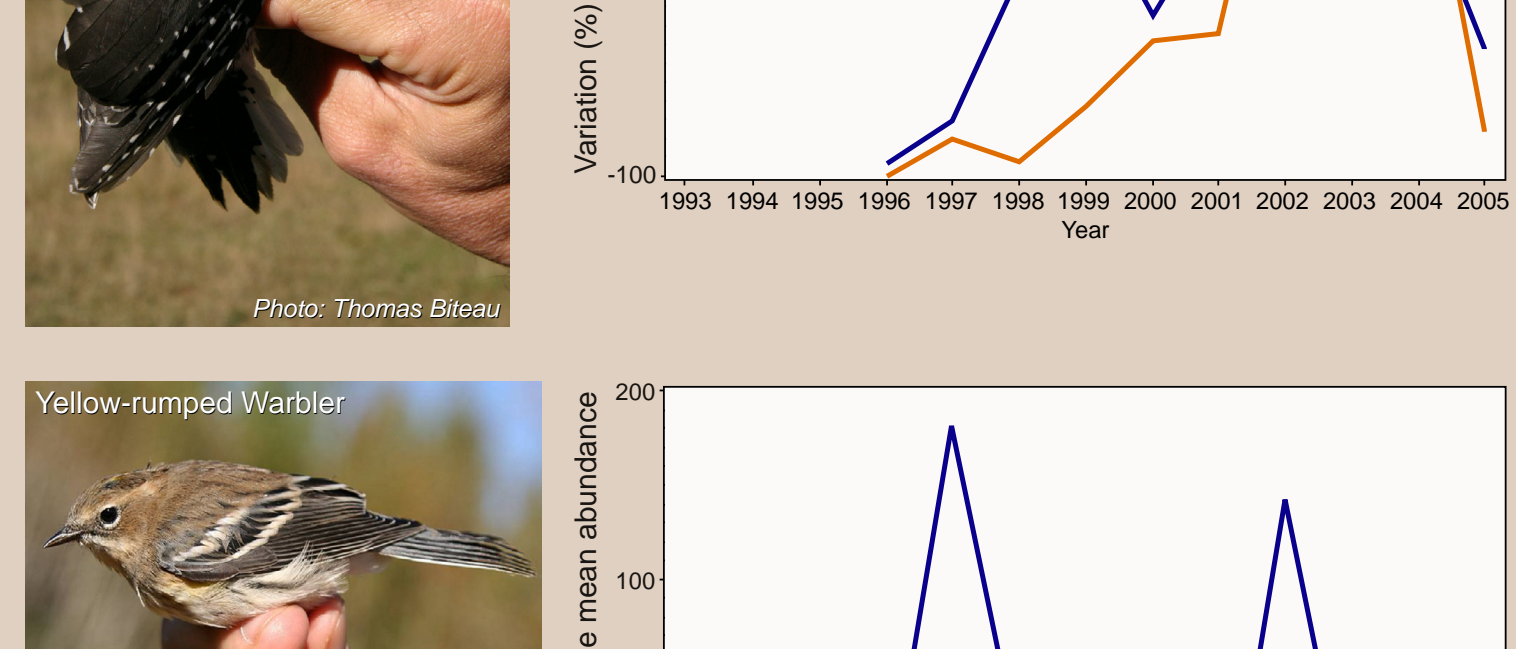 Variation (%)
-100
1993 1994 1995 1996 1997 1998 1999 2000 2001 2002 2003 2004 2005
Year
Photo: Thomas Biteau
Yellow-rumped Warbler
200
100
e mean abundance